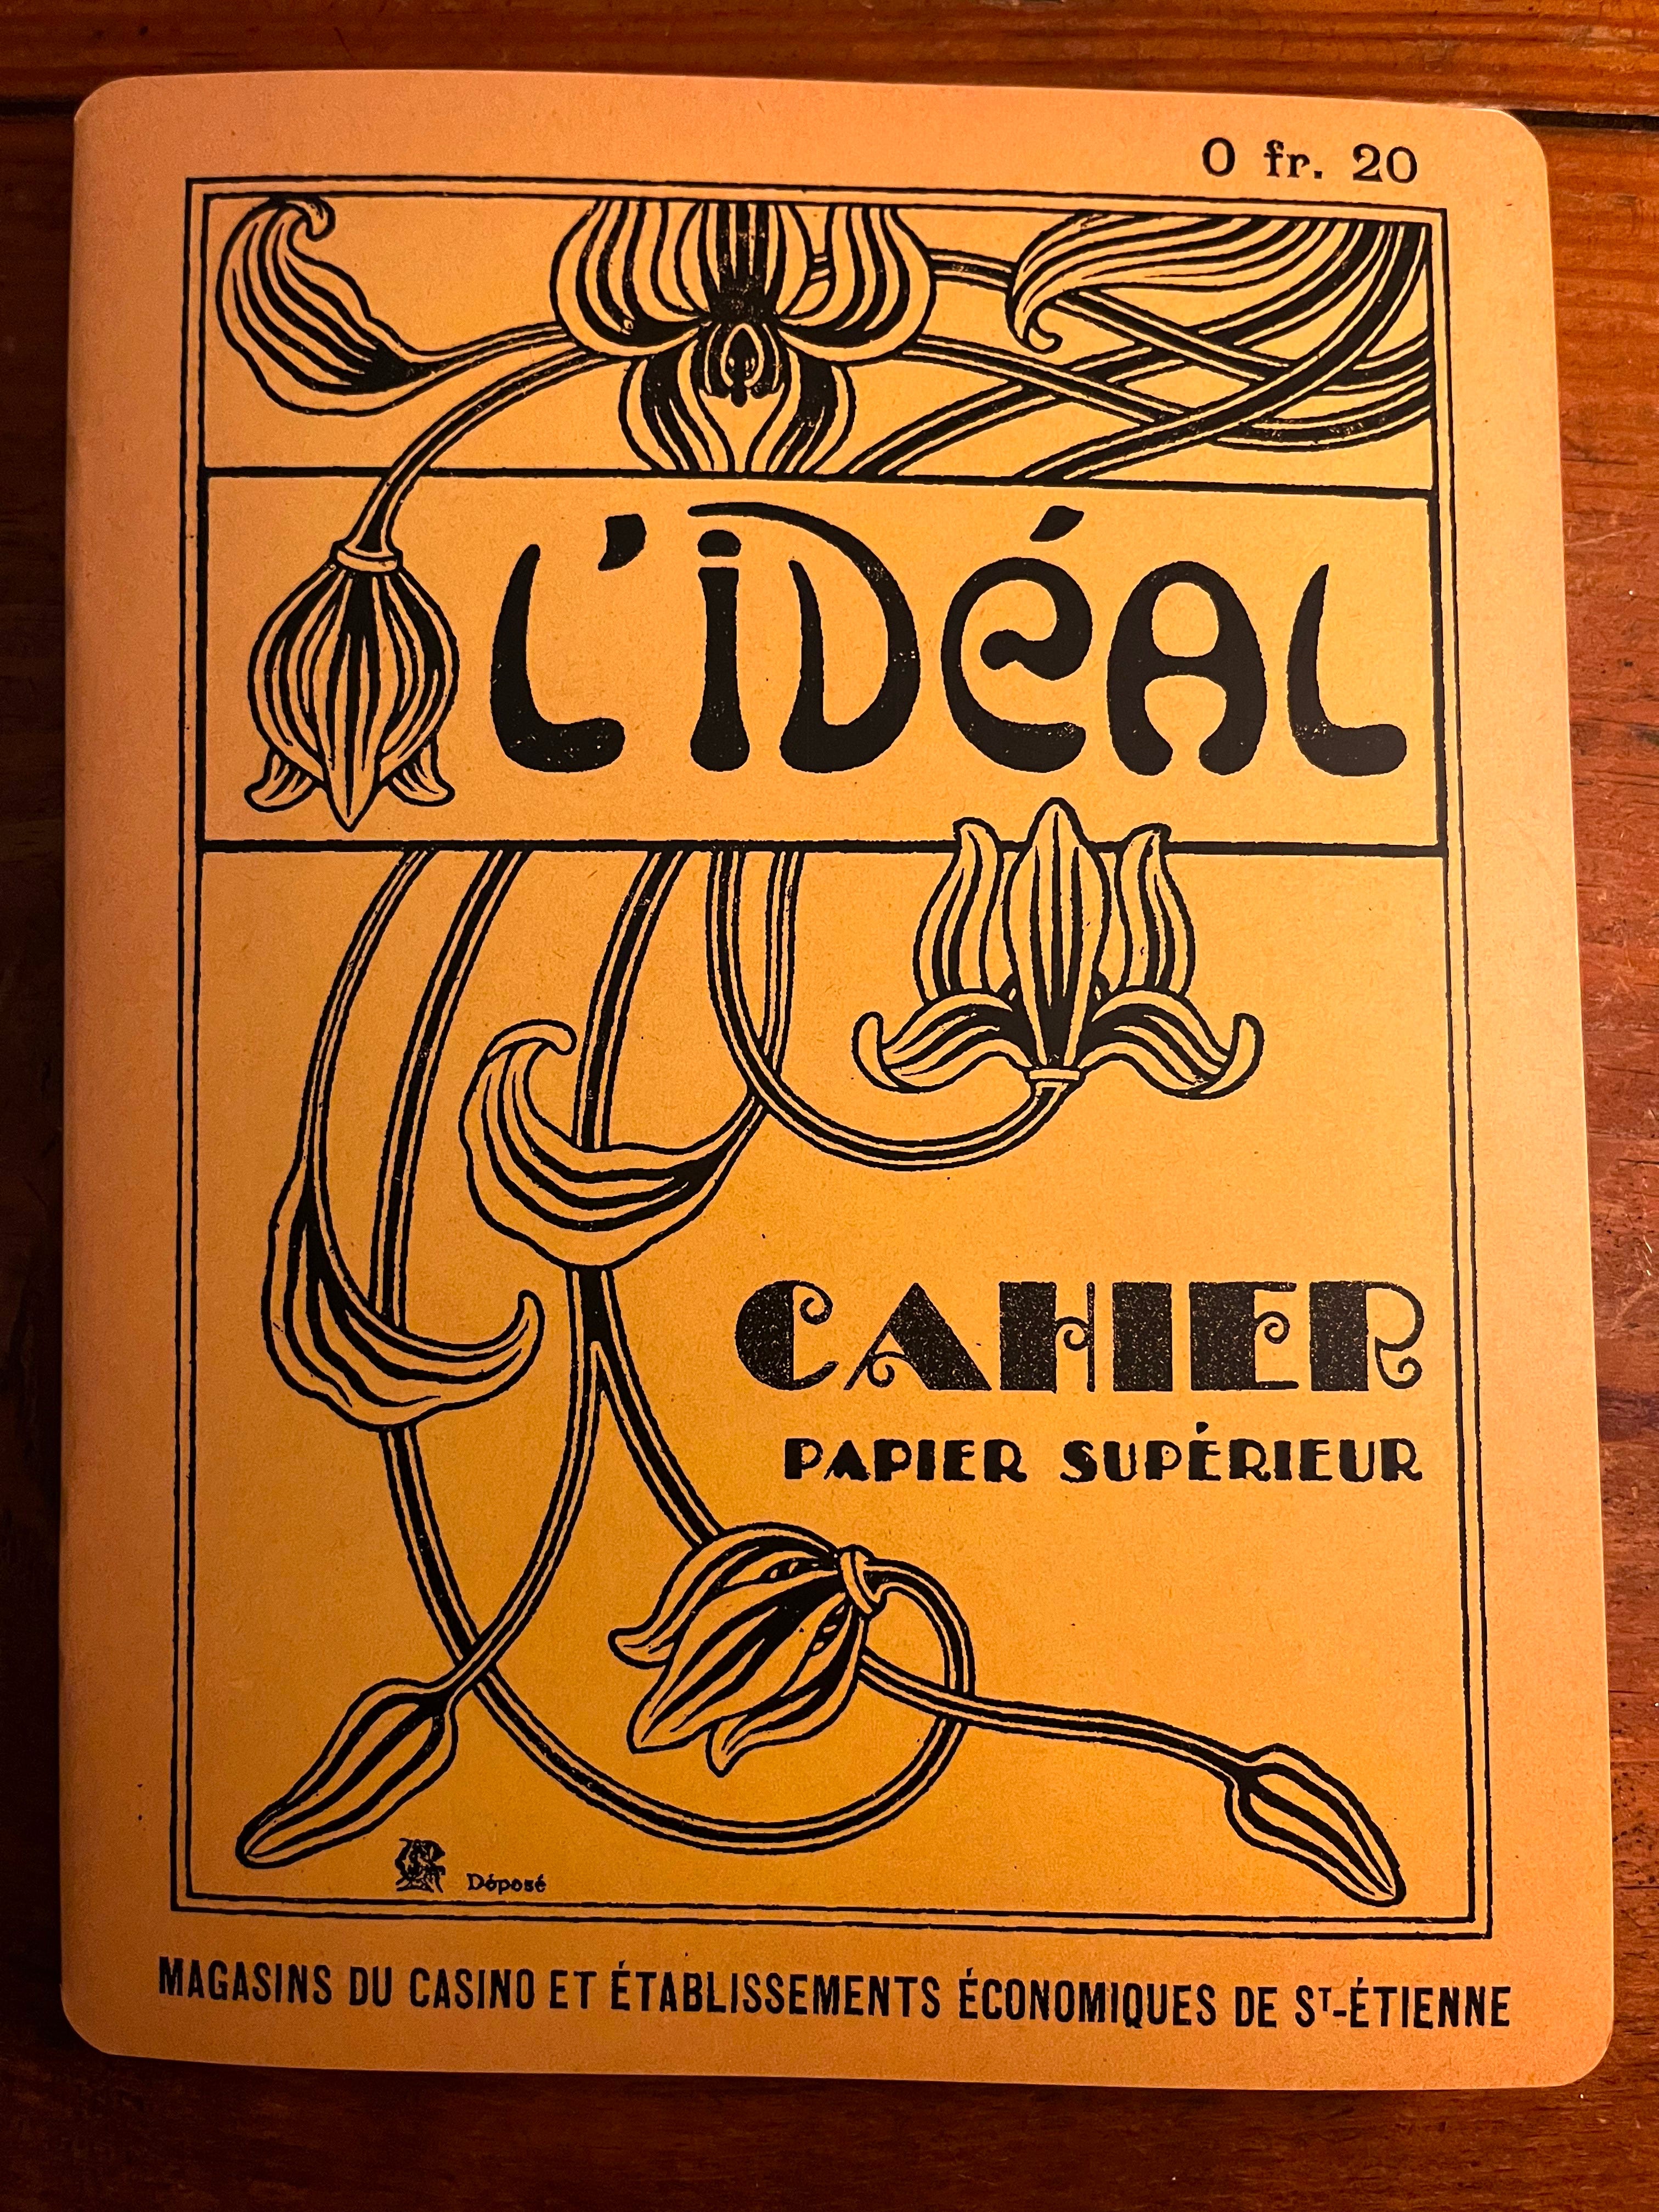 0 fr. 20
L'iDÉAL
CAHIER
PAPIER SUPÉRIEUR
Déposé
MAGASINS DU CASINO ET ÉTABLISSEMENTS ÉCONOMIQUES DE ST-ÉTIENNE